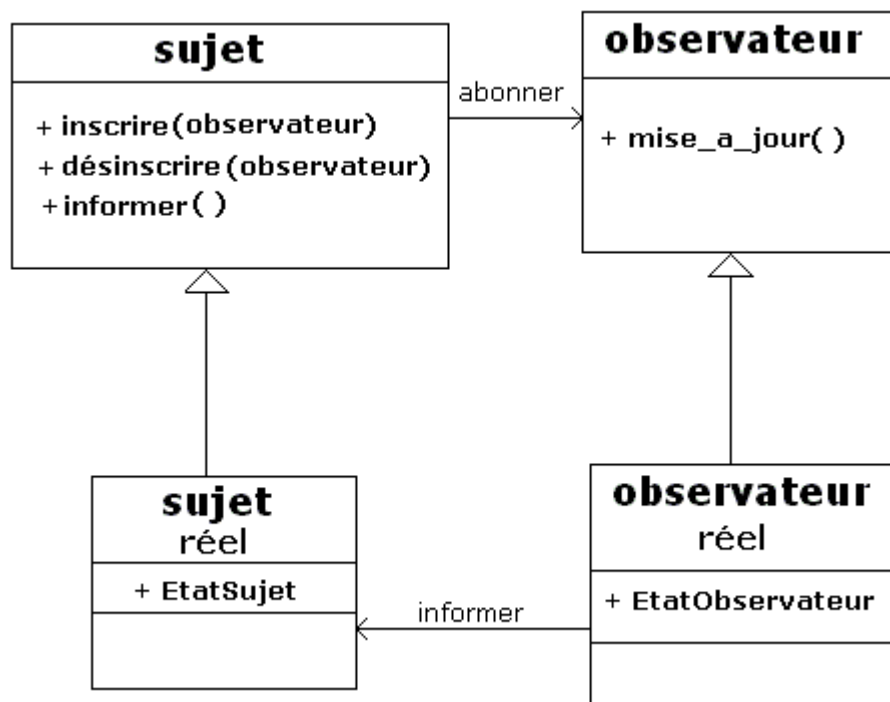 sujet
+ inscrire(observateur)
+ désinscrire(observateur)
+informer( )
abonner
observateur
+ mise_a_jour( )
sujet
réel
+ EtatSujet
informer
observateur
réel
+ EtatObservateur